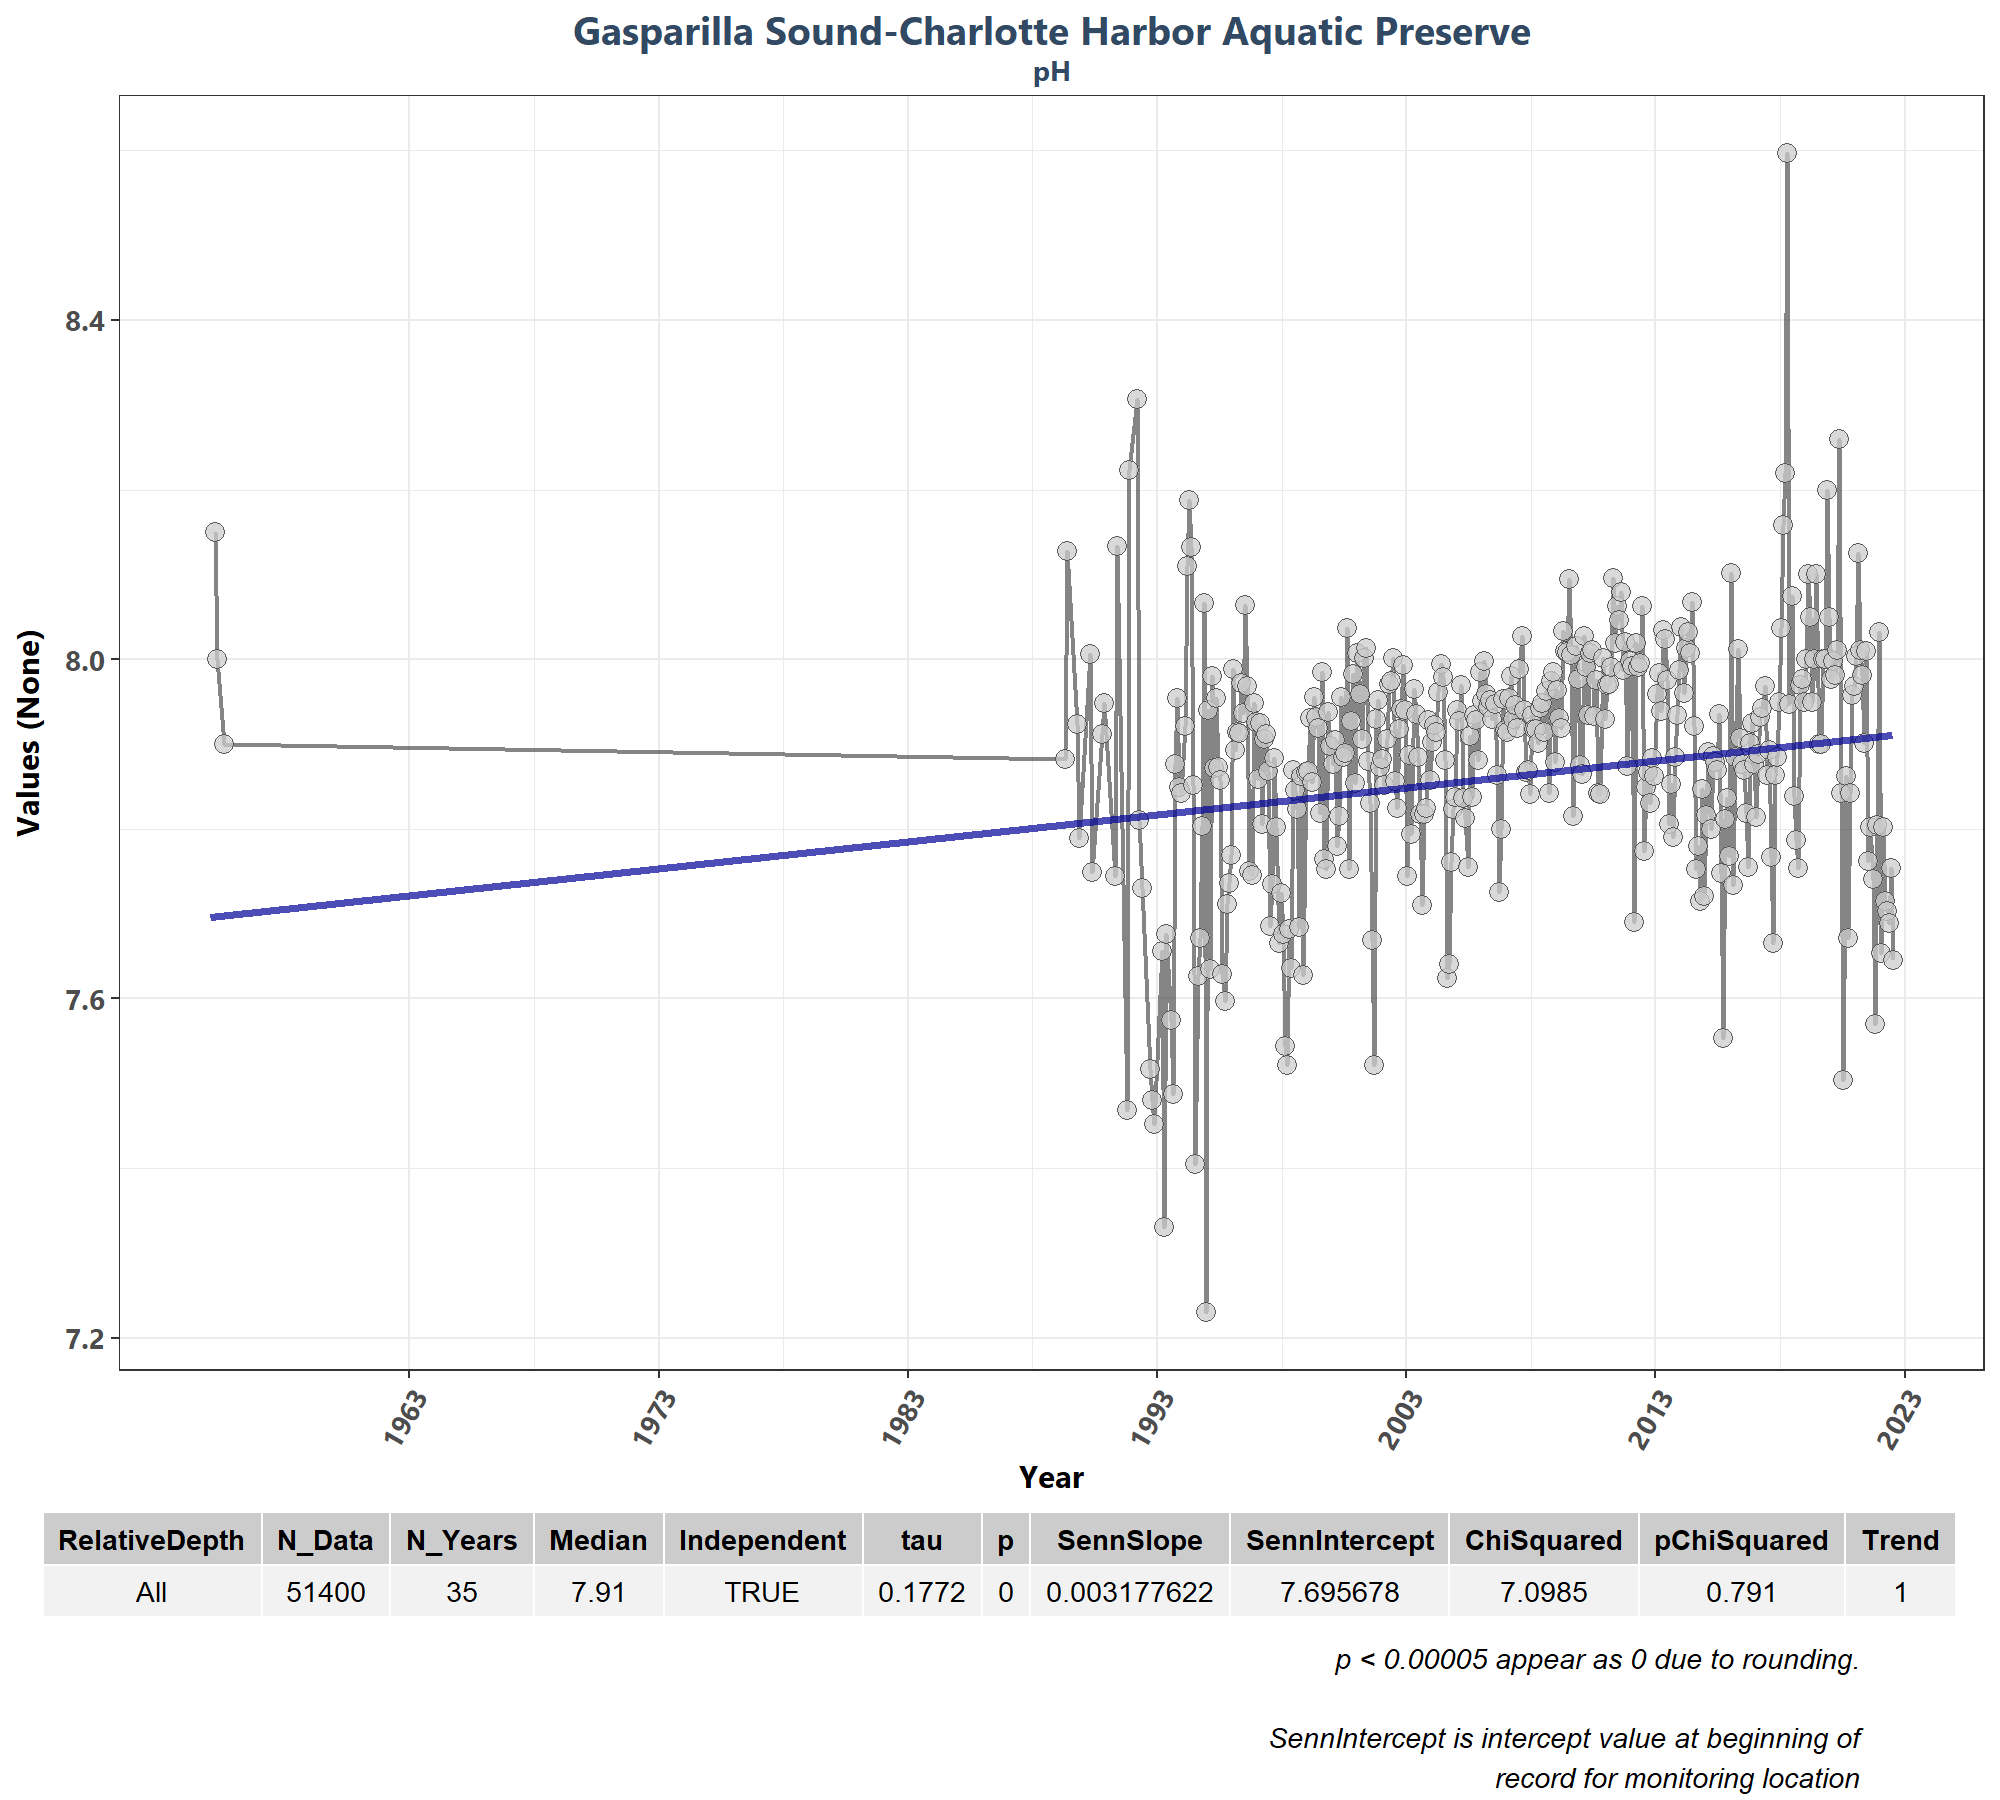 Gasparilla Sound-Charlotte Harbor Aquatic Preserve
pH
Values (None)
8.4
8.0
7.6
7.2
1963
1973
1983
1993
2003
2013
2023
Year
RelativeDepth N_Data N_Years Median Independent tau p SennSlope SennIntercept ChiSquared pChiSquared Trend
All 51400 35 7.91 TRUE 0.1772 0 0.003177622 7.695678 7.0985 0.791 1
p < 0.00005 appear as 0 due to rounding.
SennIntercept is intercept value at beginning of
record for monitoring location